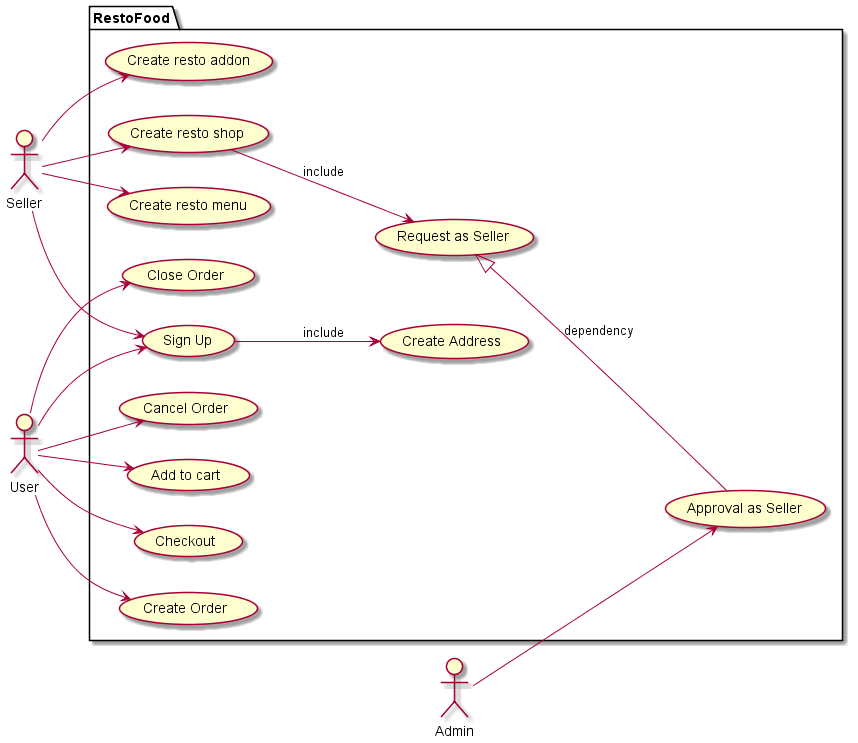 RestoFood
Create resto addon
Create resto shop
include
Seller
Create resto menu
Request as Seller
Close Order
dependency
include
Sign Up
Create Address
Cancel Order
Add to cart
User
Approval as Seller
Checkout
Create Order
Admin